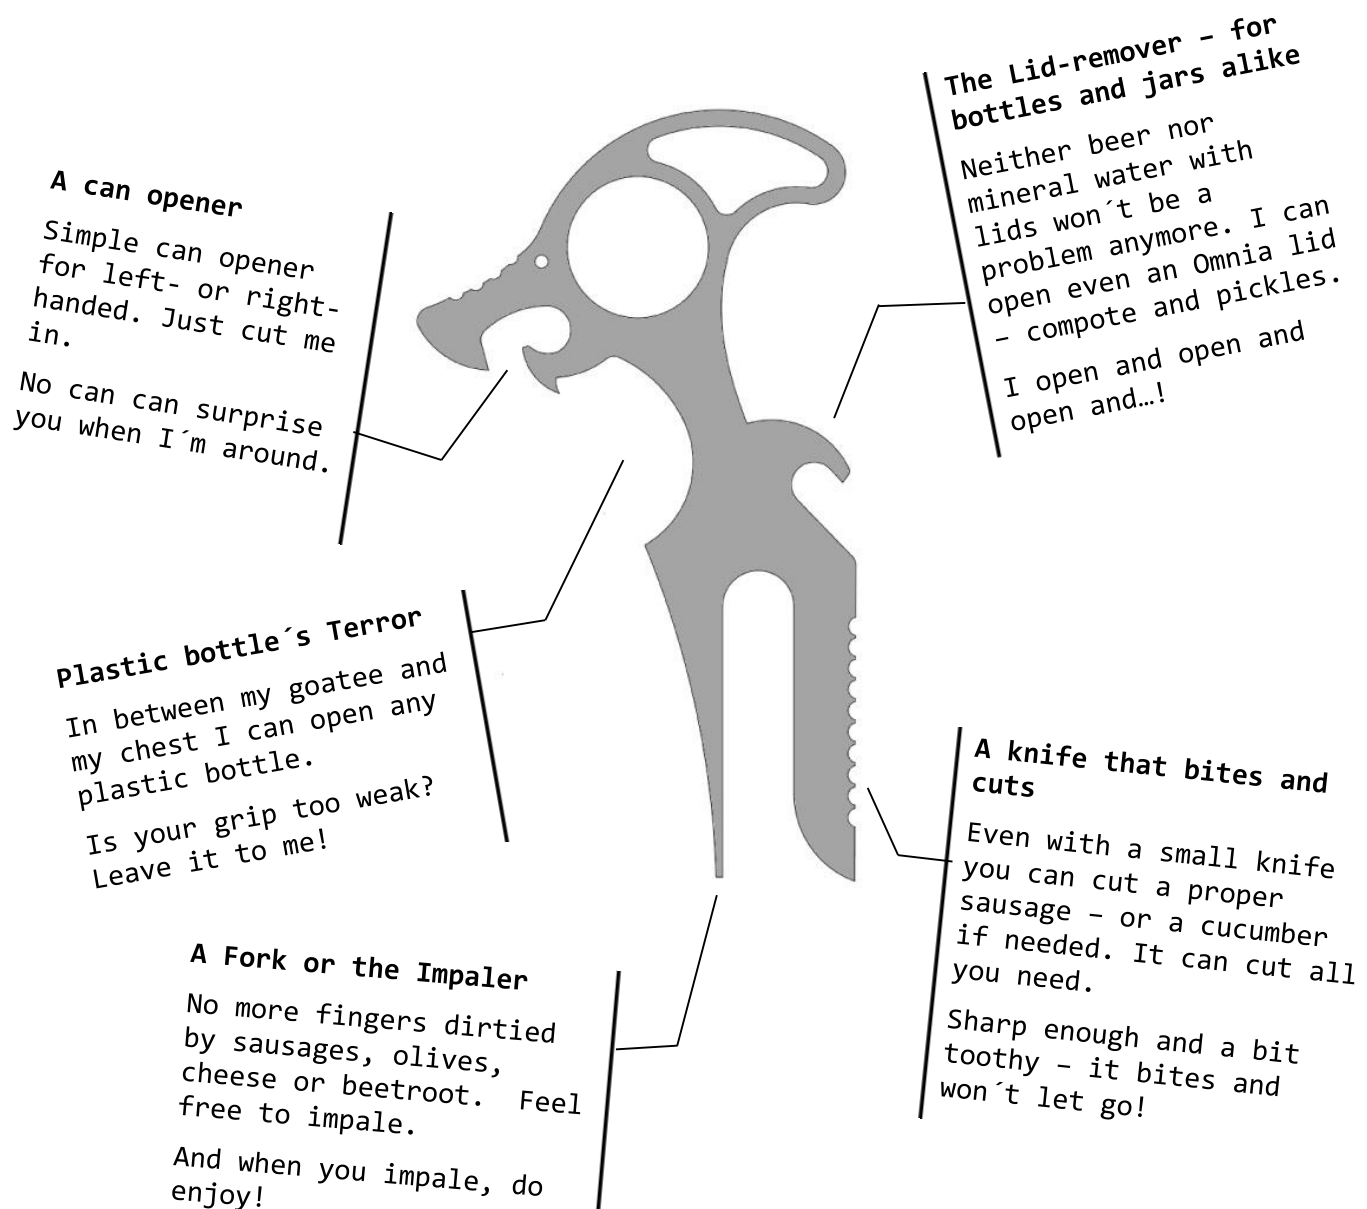 The Lid-remover – for
bottles and jars alike
Neither beer nor
mineral water with
lids won´t be a
problem anymore. I can
open even an Omnia lid
– compote and pickles.
I open and open and
open and…!
A can opener
Simple can opener
for left- or right-
handed. Just cut me
in.
No can can surprise
you when I´m around.
Plastic bottle´s Terror
In between my goatee and
my chest I can open any
plastic bottle.
Is your grip too weak?
Leave it to me!
A knife that bites and
cuts
Even with a small knife
you can cut a proper
sausage – or a cucumber
if needed. It can cut all
you need.
Sharp enough and a bit
toothy – it bites and
won´t let go!
A Fork or the Impaler
No more fingers dirtied
by sausages, olives,
cheese or beetroot.  Feel
free to impale.
And when you impale, do
enjoy!